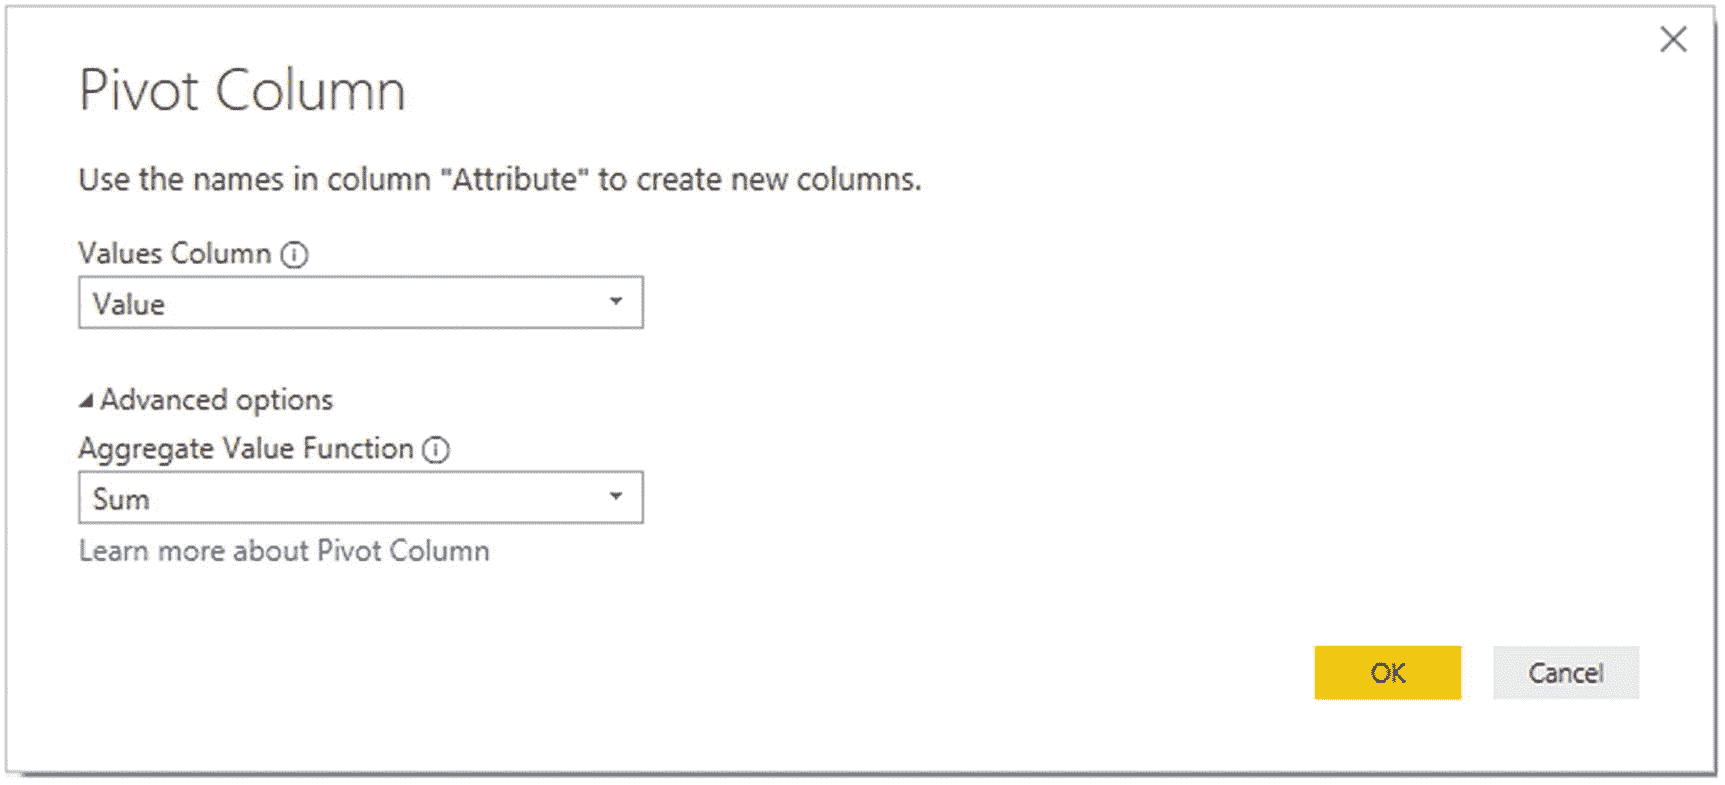 Pivot Column
Use the names in column "Attribute" to create new columns.
Values Column
Value
Advanced options
Aggregate Value Function
Sum
Learn more about Pivot Column
OK
Cancel